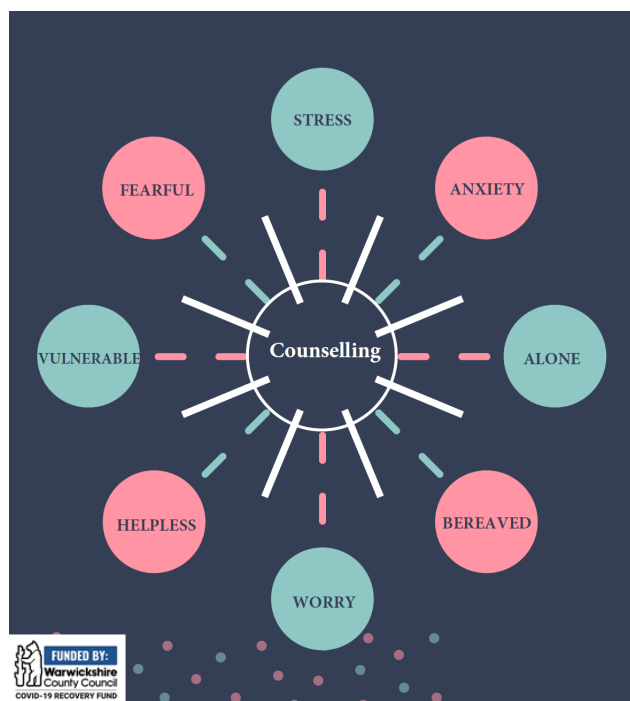 STRESS
FEARFUL
ANXIETY
Counselling
VULNERABLE
ALONE
HELPLESS
BEREAVED
WORRY
FUNDED BY:
Warwickshire
County Council
COVID-19 RECOVERY FUND